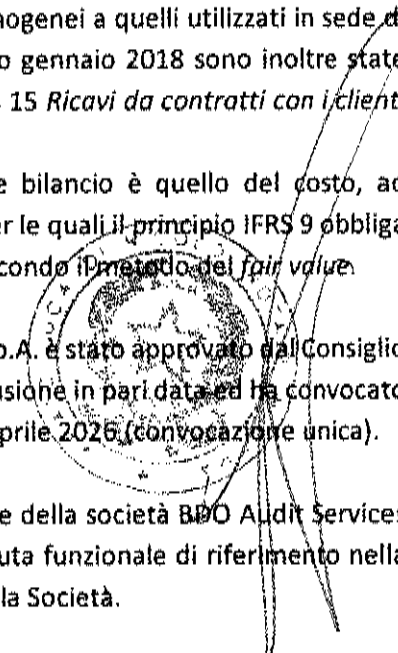 nogenei a quelli utilizzati in sede d
o gennaio 2018 sono inoltre state
15 Ricavi da contratti con i client
e bilancio è quello del costo, ad
er le quali il principio IFRS 9 obbliga
condo il metodo del fair value.
o.A. è stato approvato dal Consiglio
usione in pari data ed ha convocato
prile 2026 (convocazione unica).
e della società BDO Audit Services
uta funzionale di riferimento nella
la Società.